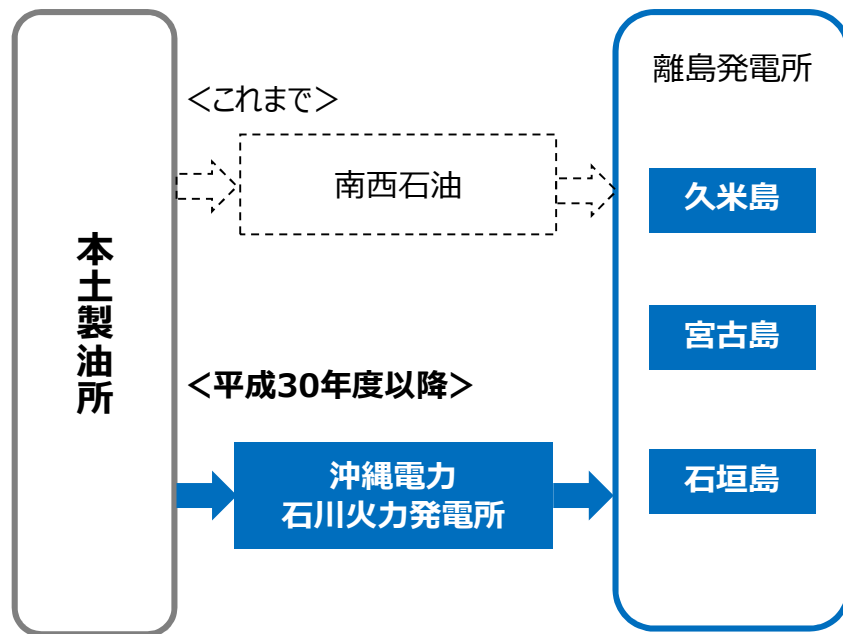 本土製油所
＜これまで＞
南西石油
＜平成30年度以降＞
沖縄電力
石川火力発電所
離島発電所
久米島
宮古島
石垣島